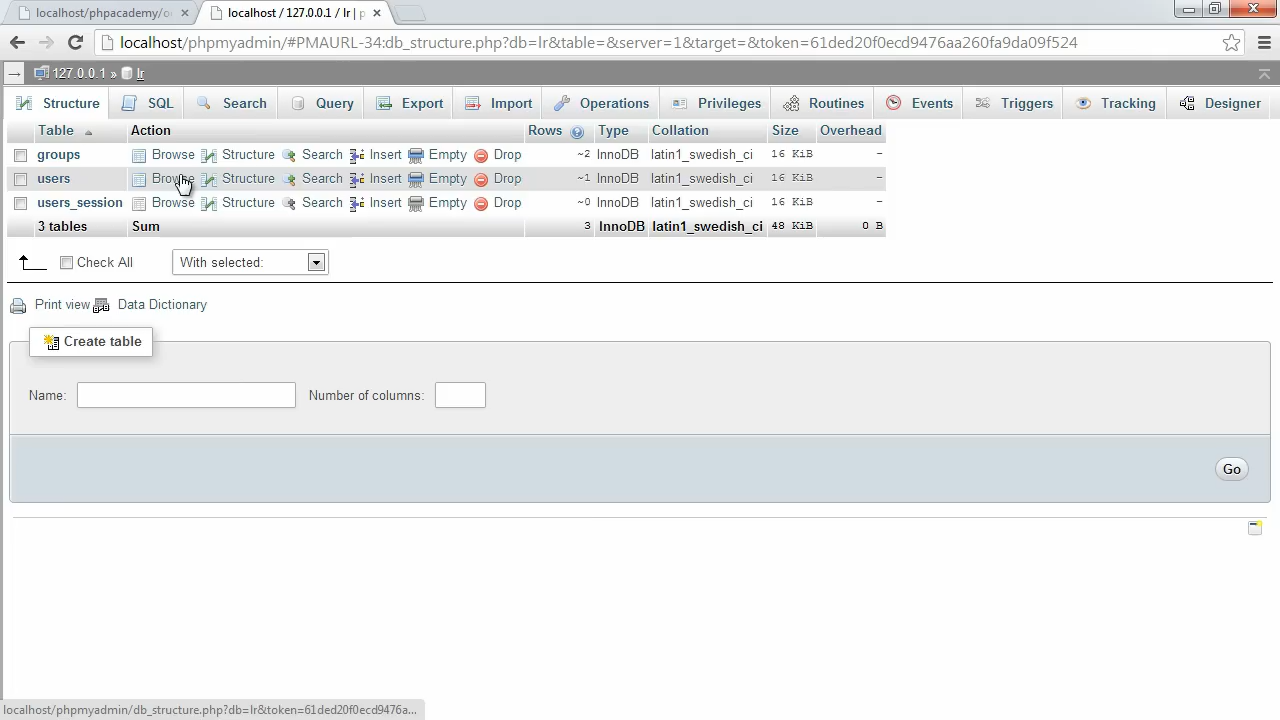 localhost/phpacademy/o
localhost / 127.0.0.1 / lr | p
localhost/phpmyadmin/#PMAURL-34:db_structure.php?db=lr&table=&server=1&target=&token=61ded20f0ecd9476aa260fa9da09f524
127.0.0.1 » lr
Structure SQL Search Query Export Import Operations Privileges Routines Events Triggers Tracking Designer
Table Action Rows Type Collation Size Overhead
groups Browse Structure Search Insert Empty Drop ~2 InnoDB latin1_swedish_ci 16 KiB -
users Browse Structure Search Insert Empty Drop ~1 InnoDB latin1_swedish_ci 16 KiB -
users_session Browse Structure Search Insert Empty Drop ~0 InnoDB latin1_swedish_ci 16 KiB -
3 tables Sum 3 InnoDB latin1_swedish_ci 48 KiB 0 B
Check All With selected:
Print view Data Dictionary
Create table
Name: Number of columns:
Go
localhost/phpmyadmin/db_structure.php?db=lr&token=61ded20f0ecd9476a...